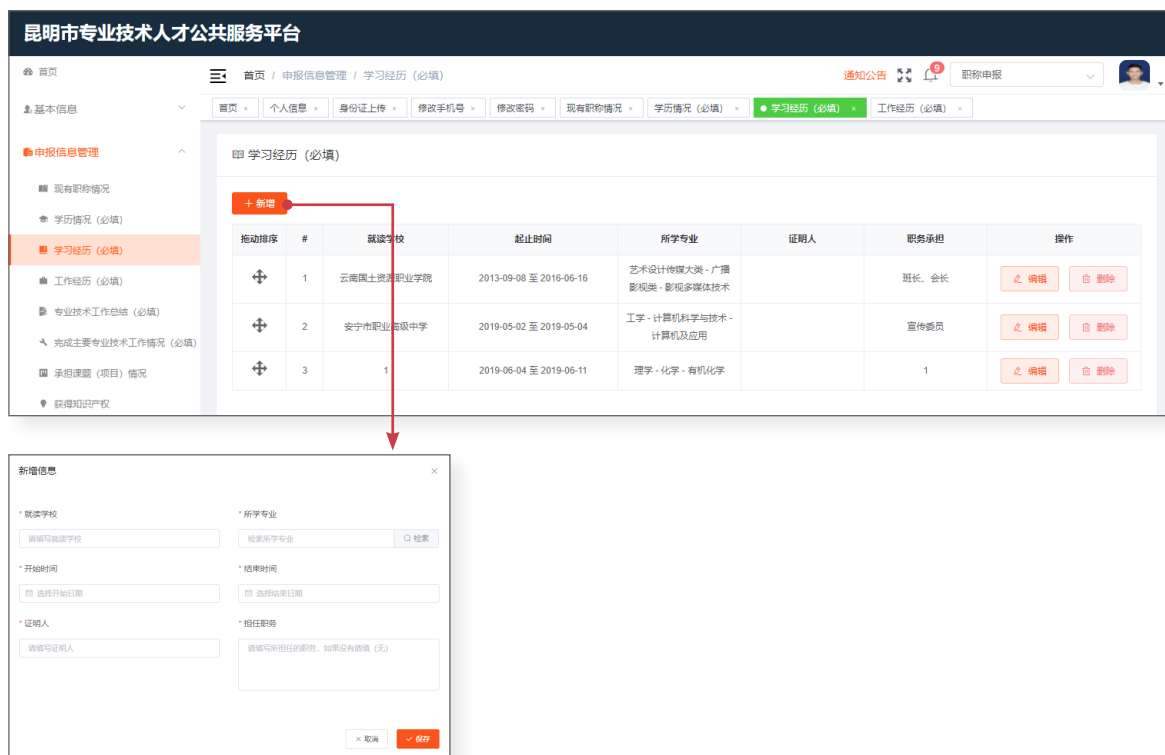 昆明市专业技术人才公共服务平台
首页
首页 / 申报信息管理 / 学习经历（必填）
通知公告
9
职称申报
基本信息
首页 × 个人信息 × 身份证上传 × 修改手机号 × 修改密码 × 现有职称情况 × 学历情况（必填） × 学习经历（必填） × 工作经历（必填） ×
申报信息管理
现有职称情况
学历情况（必填）
学习经历（必填）
工作经历（必填）
专业技术工作总结（必填）
完成主要专业技术工作情况（必填）
承担课题（项目）情况
获得知识产权
学习经历（必填）
+ 新增
拖动排序 # 就读学校 起止时间 所学专业 证明人 职务承担 操作
1 云南国土资源职业学院 2013-09-08 至 2016-06-16 艺术设计传媒大类 - 广播
影视类 - 影视多媒体技术 班长、会长 编辑 删除
2 安宁市职业高级中学 2019-05-02 至 2019-05-04 工学 - 计算机科学与技术 -
计算机及应用 宣传委员 编辑 删除
3 1 2019-06-04 至 2019-06-11 理学 - 化学 - 有机化学 1 编辑 删除
新增信息 ×
* 就读学校 * 所学专业
请填写就读学校 检索所学专业 检索
* 开始时间 * 结束时间
选择开始日期 选择结束日期
* 证明人 * 担任职务
请填写证明人 请填写所担任的职务，如果没有请填（无）
× 取消 ✓ 保存